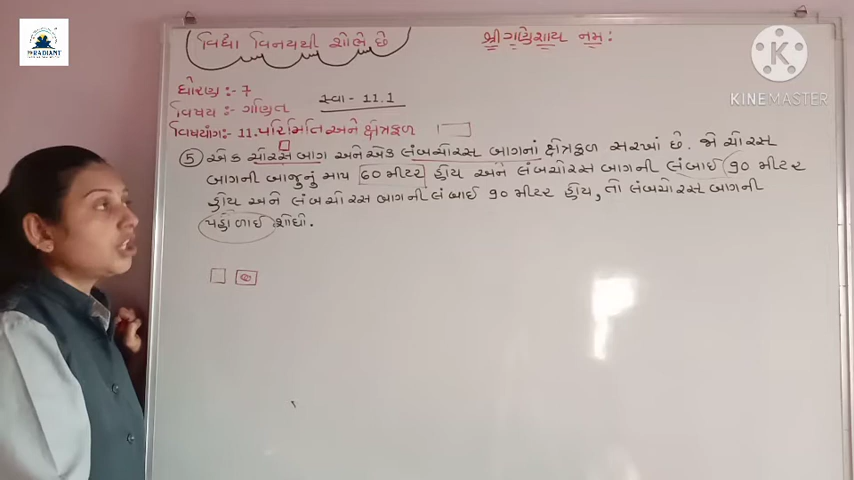 RADIANT
વિદ્યા વિનયથી શોભે છે
શ્રી ગણેશાય નમઃ
KINEMASTER
ધોરણ :- 7
વિષય :- ગણિત
સ્વા - 11.1
વિષયાંગ:- 11. પરિમિતિ અને ક્ષેત્રફળ
5 એક ચોરસ બાગ અને એક લંબચોરસ બાગનાં ક્ષેત્રફળ સરખાં છે. જો ચોરસ
બાગની બાજુનું માપ 60 મીટર હોય અને લંબચોરસ બાગની લંબાઈ 90 મીટર
હોય અને લંબચોરસ બાગની લંબાઈ 90 મીટર હોય, તો લંબચોરસ બાગની
પહોળાઈ શોધો.